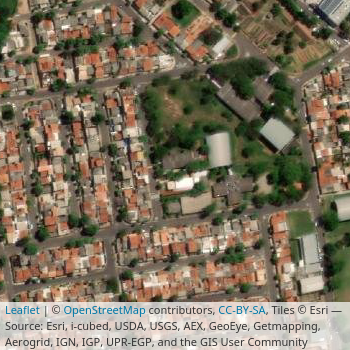 Leaflet | © OpenStreetMap contributors, CC-BY-SA, Tiles © Esri —
Source: Esri, i-cubed, USDA, USGS, AEX, GeoEye, Getmapping,
Aerogrid, IGN, IGP, UPR-EGP, and the GIS User Community